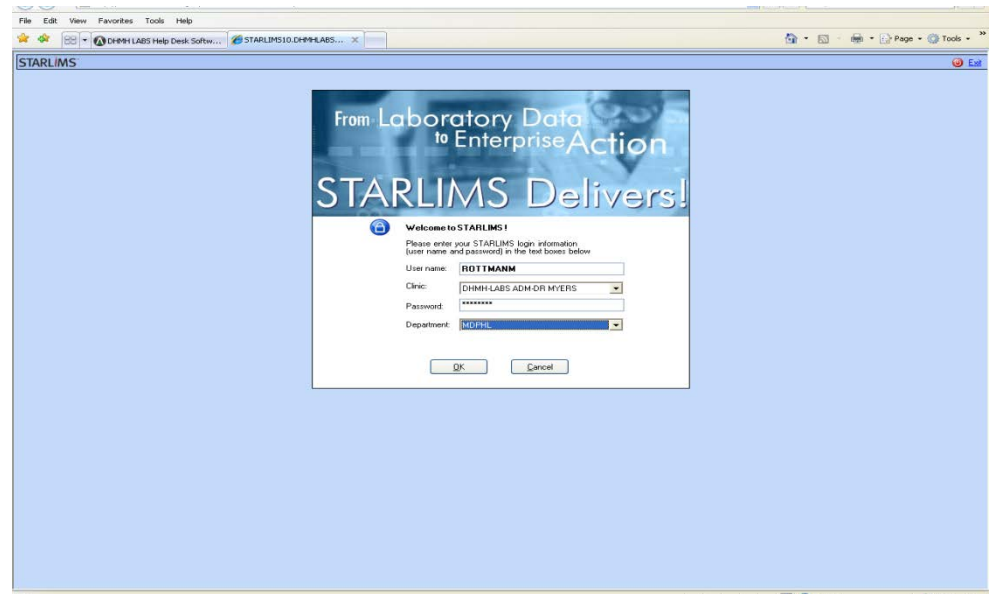 File Edit View Favorites Tools Help
DHMH LABS Help Desk Softw... STARLIMS10.DHMHLABS... Page Tools »
STARLIMS Exit
From Laboratory Data
to Enterprise Action
STARLIMS Delivers!
Welcome to STARLIMS !
Please enter your STARLIMS login information
(user name and password) in the text boxes below
User name: ROTTMANM
Clinic: DHMH-LABS ADM-DR MYERS
Password: ********
Department: MDPHL
OK Cancel